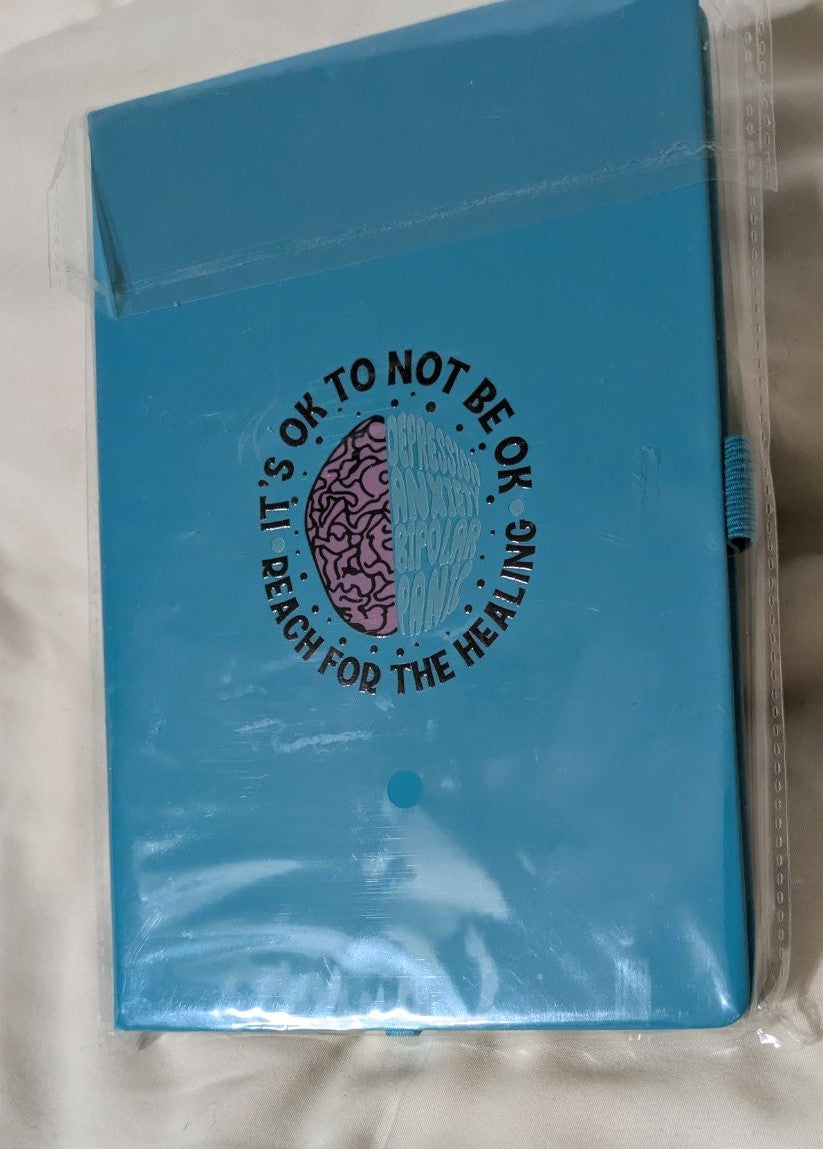 IT'S OK TO NOT BE OK
DEPRESSION
ANXIETY
BIPOLAR
PANIC
REACH FOR THE HEALING